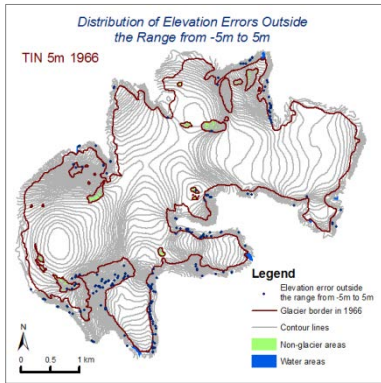 Distribution of Elevation Errors Outside
the Range from -5m to 5m
TIN 5m 1966
Legend
Elevation error outside
the range from -5m to 5m
Glacier border in 1966
Contour lines
Non-glacier areas
Water areas
N
0 0.5 1 km